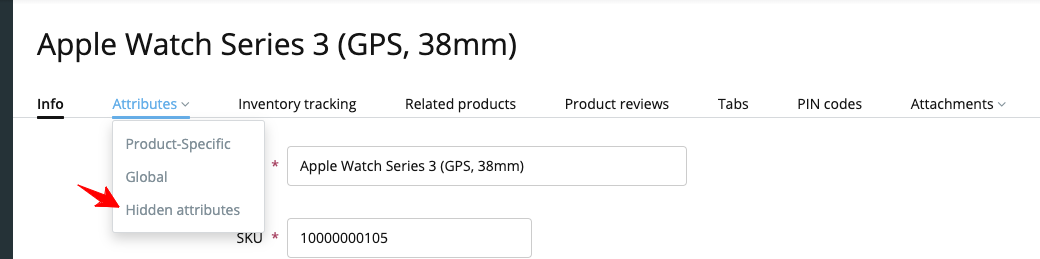 Apple Watch Series 3 (GPS, 38mm)
Info Attributes Inventory tracking Related products Product reviews Tabs PIN codes Attachments
Product-Specific
* Apple Watch Series 3 (GPS, 38mm)
Global
Hidden attributes
SKU * 10000000105